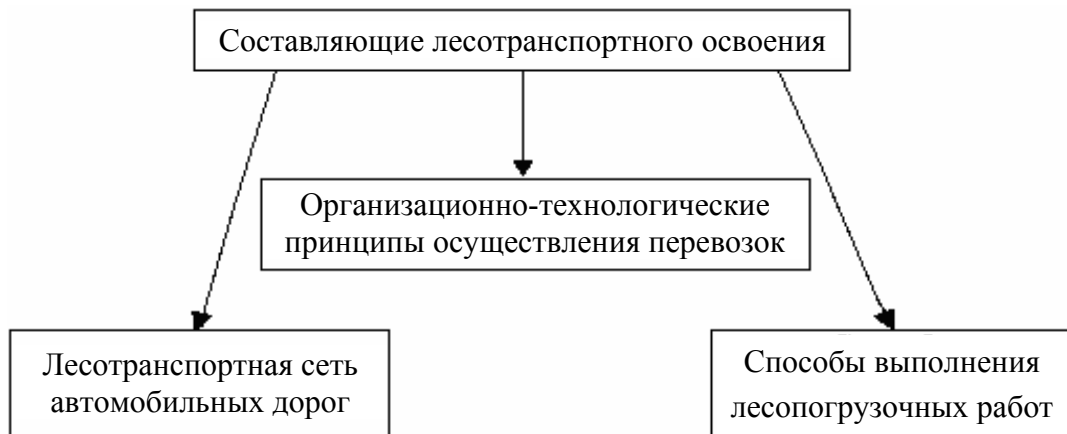 Составляющие лесотранспортного освоения
Организационно-технологические
принципы осуществления перевозок
Лесотранспортная сеть
автомобильных дорог
Способы выполнения
лесопогрузочных работ